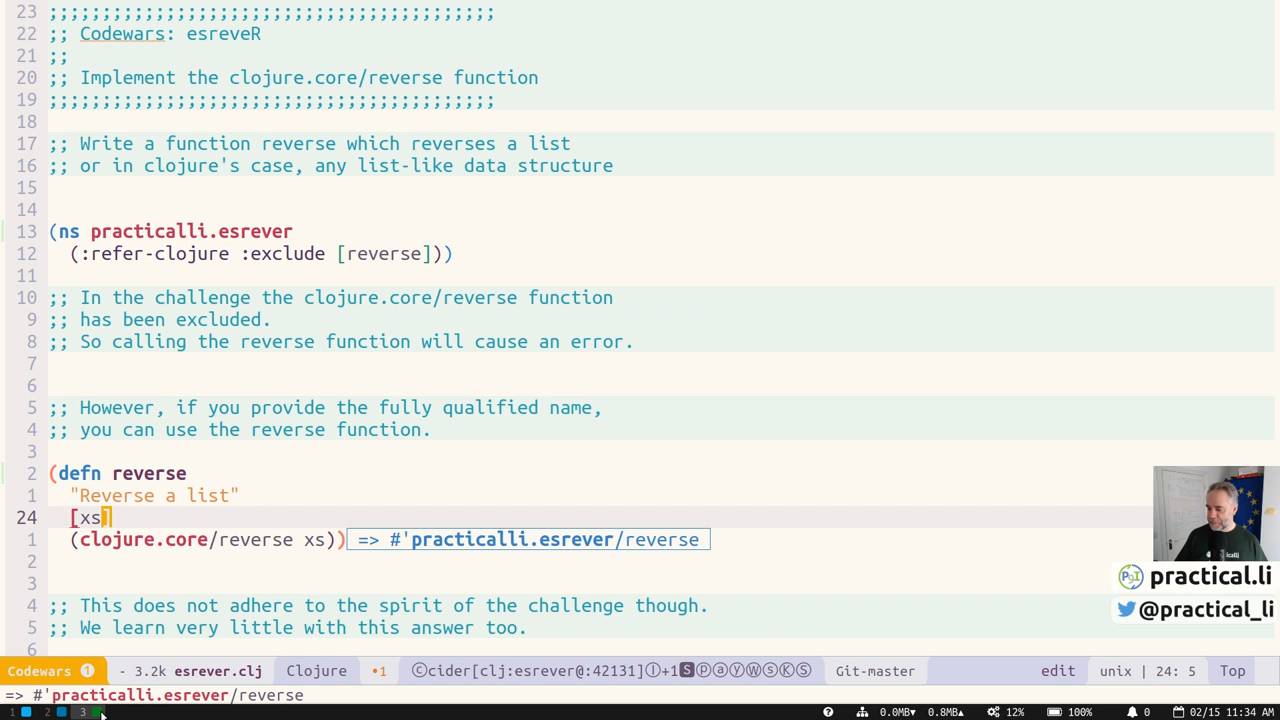 23 ;;;;;;;;;;;;;;;;;;;;;;;;;;;;;;;;;;;;;;;;;;
22 ;; Codewars: esreveR
21 ;;
20 ;; Implement the clojure.core/reverse function
19 ;;;;;;;;;;;;;;;;;;;;;;;;;;;;;;;;;;;;;;;;;;
18
17 ;; Write a function reverse which reverses a list
16 ;; or in clojure's case, any list-like data structure
15
14
13 (ns practicalli.esrever
12 (:refer-clojure :exclude [reverse]))
11
10 ;; In the challenge the clojure.core/reverse function
9 ;; has been excluded.
8 ;; So calling the reverse function will cause an error.
7
6
5 ;; However, if you provide the fully qualified name,
4 ;; you can use the reverse function.
3
2 (defn reverse
1 "Reverse a list"
24 [xs]
1 (clojure.core/reverse xs)) => #'practicalli.esrever/reverse
2
3
4 ;; This does not adhere to the spirit of the challenge though.
5 ;; We learn very little with this answer too.
6
practical.li
@practical_li
Codewars 1 - 3.2k esrever.clj Clojure •1 ⓒcider[clj:esrever@:42131]Ⓘ+1🆂ⓟⓐⓨⓌⓢⓀⓈ Git-master edit unix | 24: 5 Top
=> #'practicalli.esrever/reverse
1 2 3 0.0MB▾ 0.8MB▴ 12% 100% 0 02/15 11:34 AM